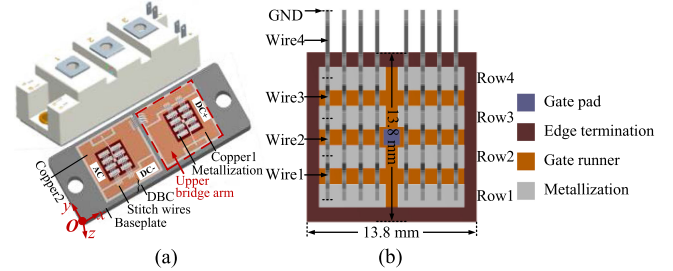 DC+
Copper1
Metallization
Upper
bridge arm
Copper2
AC
DC-
DBC
Stitch wires
Baseplate
y
x
O
z
(a)
GND
Wire4
Wire3
Wire2
Wire1
13.8 mm
Row4
Row3
Row2
Row1
13.8 mm
(b)
Gate pad
Edge termination
Gate runner
Metallization